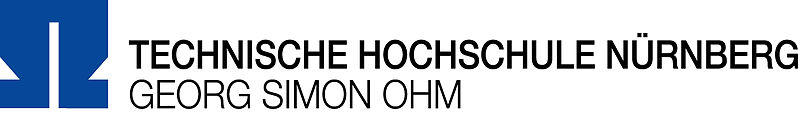 TECHNISCHE HOCHSCHULE NÜRNBERG
GEORG SIMON OHM